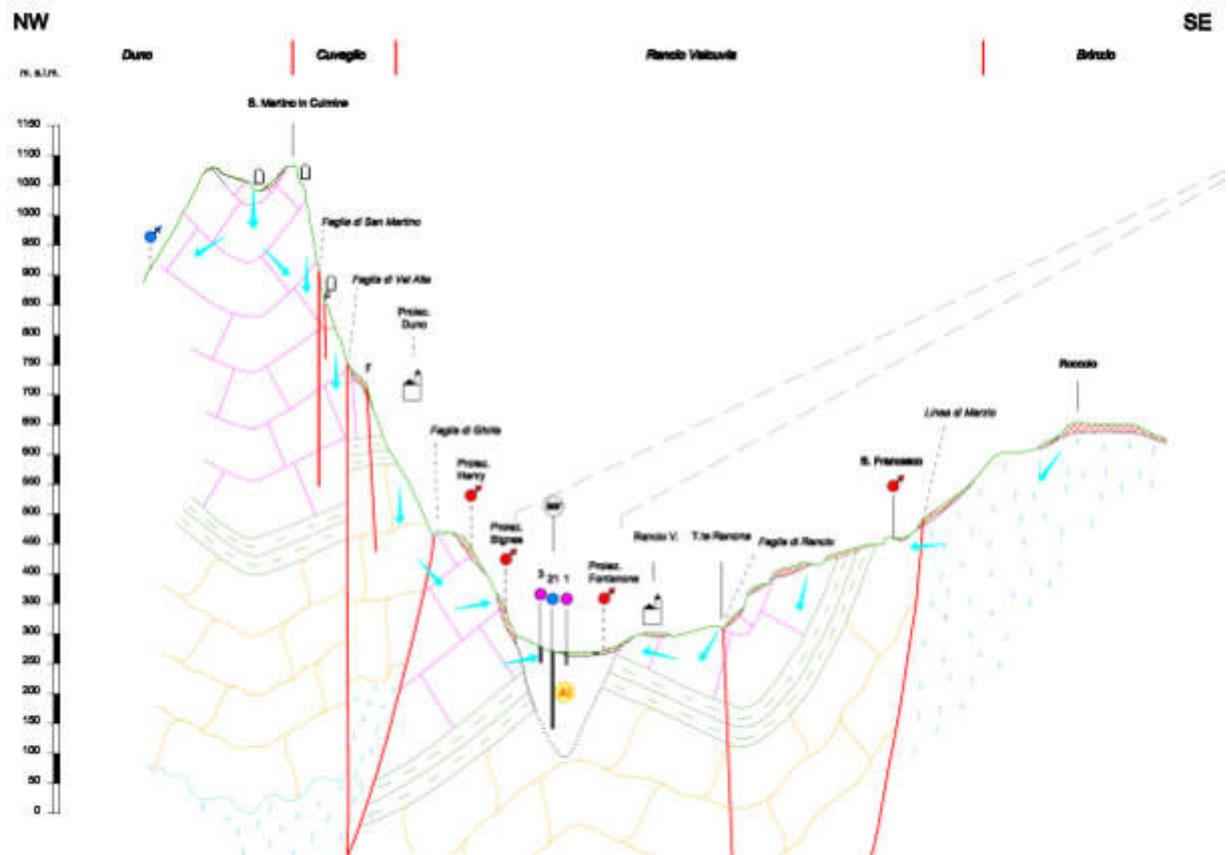 NW
SE
Duno
Cuveglio
Rancio Valcuvia
Brinzio
m. s.l.m.
S. Martino in Culmine
1150
1100
1050
1000
950
900
850
800
750
700
650
600
550
500
450
400
350
300
250
200
150
100
50
0
Faglia di San Martino
Faglia di Val Alta
F
Proiez.
Duno
Roccolo
Linea di Marzio
Faglia di Ghirla
Proiez.
S. Francesco
Proiez.
Rancio V.
T.te Rancina
Faglia di Rancio
Proiez.
Fontanone
3
21
1